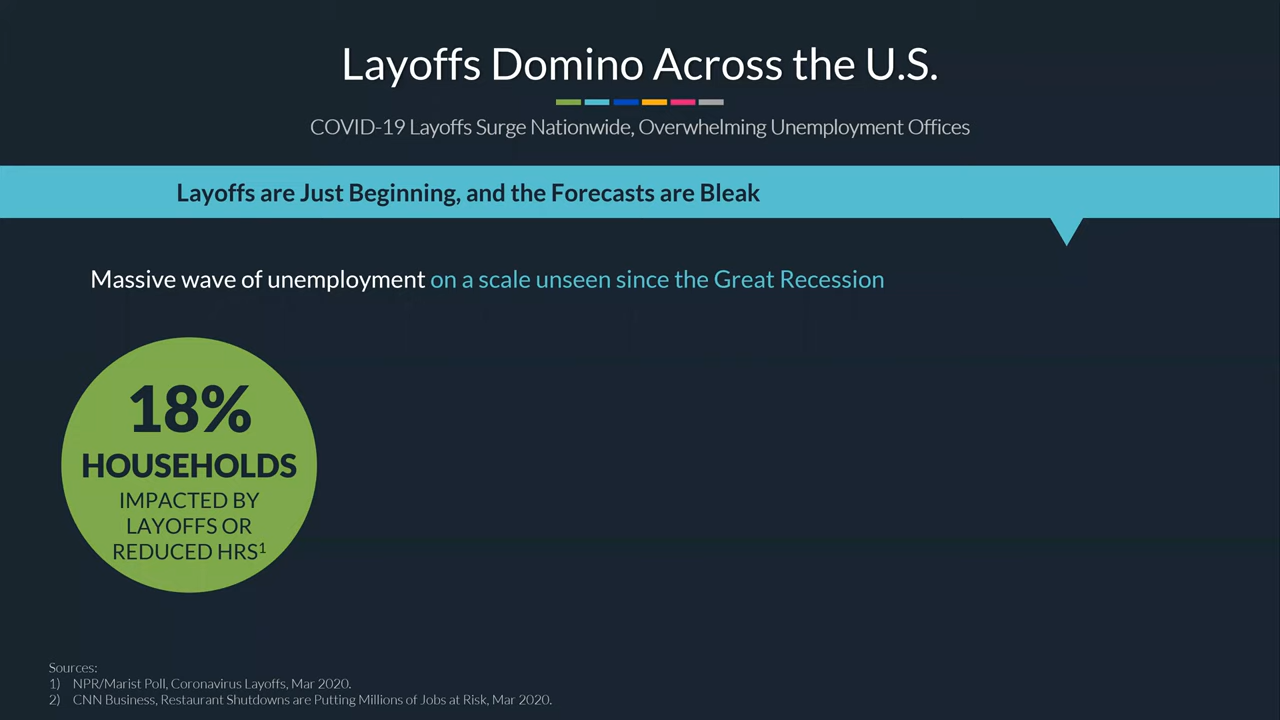 Layoffs Domino Across the U.S.
COVID-19 Layoffs Surge Nationwide, Overwhelming Unemployment Offices
Layoffs are Just Beginning, and the Forecasts are Bleak
Massive wave of unemployment on a scale unseen since the Great Recession
18%
HOUSEHOLDS
IMPACTED BY
LAYOFFS OR
REDUCED HRS¹
Sources:
1) NPR/Marist Poll, Coronavirus Layoffs, Mar 2020.
2) CNN Business, Restaurant Shutdowns are Putting Millions of Jobs at Risk, Mar 2020.